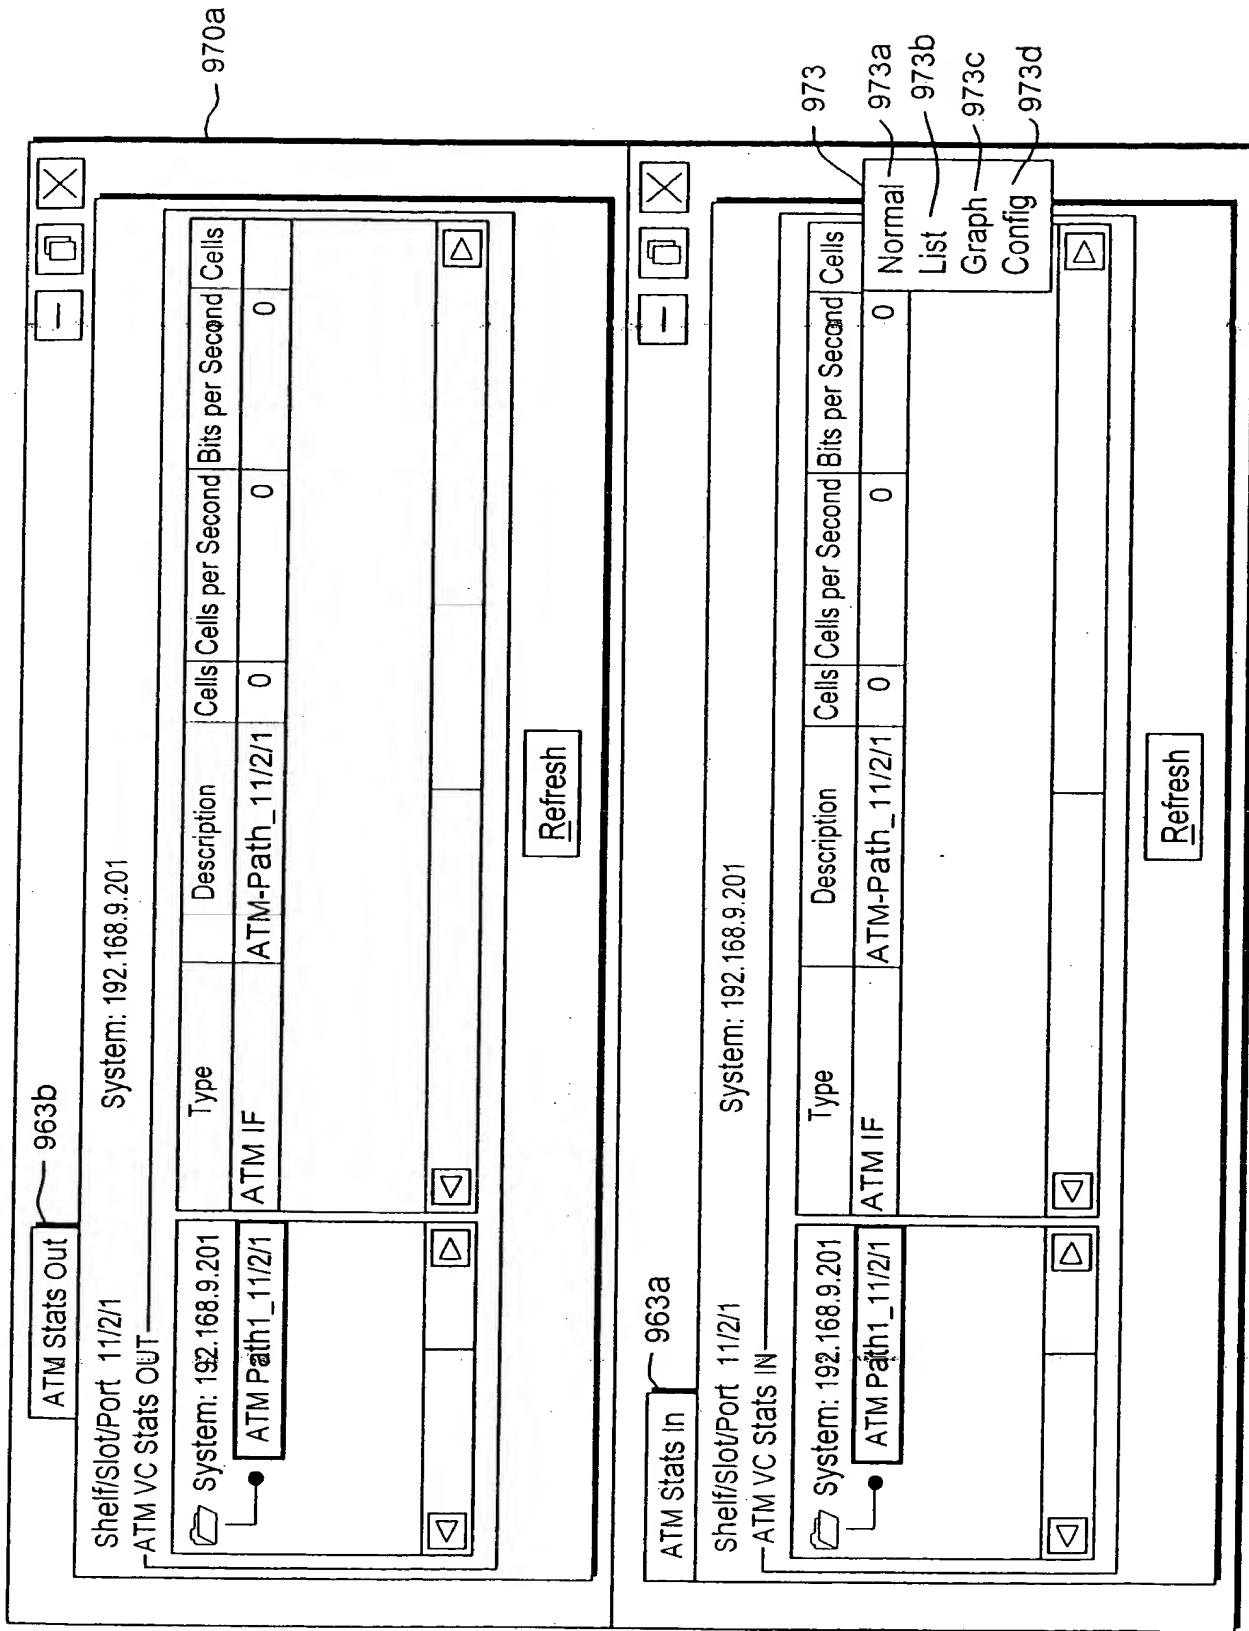 970a
ATM Stats Out
963b
Shelf/Slot/Port 11/2/1
System: 192.168.9.201
ATM VC Stats OUT
System: 192.168.9.201
ATM Path1_11/2/1
Type Description Cells Cells per Second Bits per Second Cells
ATM IF ATM-Path_11/2/1 0 0 0
Refresh
ATM Stats In
963a
Shelf/Slot/Port 11/2/1
System: 192.168.9.201
ATM VC Stats IN
System: 192.168.9.201
ATM Path1_11/2/1
Type Description Cells Cells per Second Bits per Second Cells
ATM IF ATM-Path_11/2/1 0 0 0
973
Normal 973a
List 973b
Graph 973c
Config 973d
Refresh